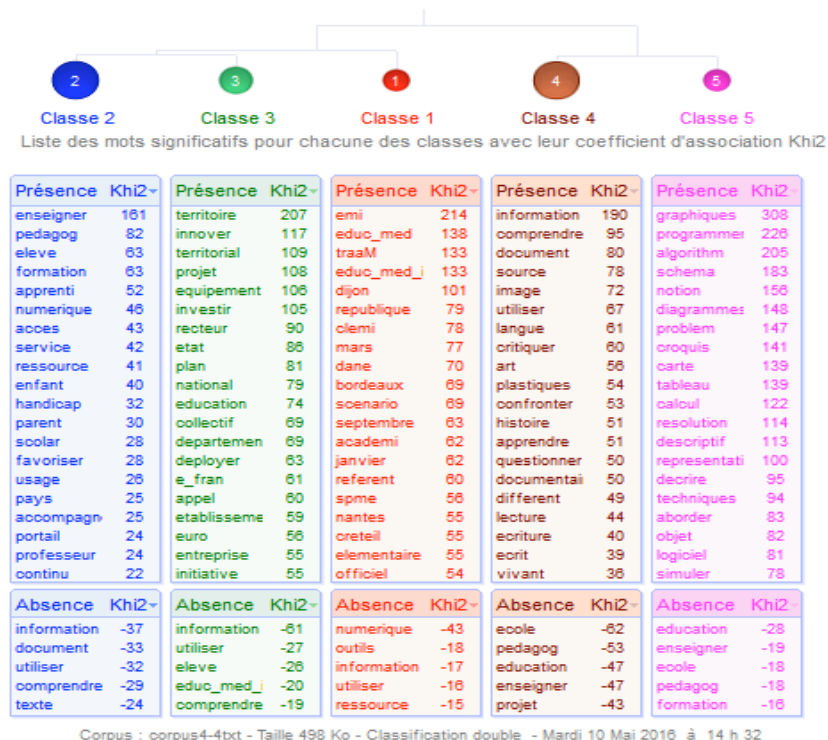 2 3 1 4 5
Classe 2 Classe 3 Classe 1 Classe 4 Classe 5
Liste des mots significatifs pour chacune des classes avec leur coefficient d'association Khi2
Présence Khi2 Présence Khi2 Présence Khi2 Présence Khi2 Présence Khi2
enseigner 161 territoire 207 emi 214 information 190 graphiques 308
pedagog 82 innover 117 educ_med 138 comprendre 95 programmer 226
eleve 63 territorial 109 traaM 133 document 80 algorithm 205
formation 63 projet 108 educ_med_i 133 source 78 schema 183
apprenti 52 equipement 106 dijon 101 image 72 notion 156
numerique 46 investir 105 republique 79 utiliser 67 diagrammes 148
acces 43 recteur 90 clemi 78 langue 61 problem 147
service 42 etat 86 mars 77 critiquer 60 croquis 141
ressource 41 plan 81 dane 70 art 56 carte 139
enfant 40 national 79 bordeaux 69 plastiques 54 tableau 139
handicap 32 education 74 scenario 69 confronter 53 calcul 122
parent 30 collectif 69 septembre 63 histoire 51 resolution 114
scolar 28 departemen 69 academi 62 apprendre 51 descriptif 113
favoriser 28 deployer 63 janvier 62 questionner 50 representati 100
usage 26 e_fran 61 referent 60 documentai 50 decrire 95
pays 25 appel 60 spme 56 different 49 techniques 94
accompagn 25 etablisseme 59 nantes 55 lecture 44 aborder 83
portail 24 euro 56 creteil 55 ecriture 40 objet 82
professeur 24 entreprise 55 elementaire 55 ecrit 39 logiciel 81
continu 22 initiative 55 officiel 54 vivant 36 simuler 78
Absence Khi2 Absence Khi2 Absence Khi2 Absence Khi2 Absence Khi2
information -37 information -61 numerique -43 ecole -62 education -28
document -33 utiliser -27 outils -18 pedagog -53 enseigner -19
utiliser -32 eleve -26 information -17 education -47 ecole -18
comprendre -29 educ_med_i -20 utiliser -16 enseigner -47 pedagog -18
texte -24 comprendre -19 ressource -15 projet -43 formation -16
Corpus : corpus4-4txt - Taille 498 Ko - Classification double - Mardi 10 Mai 2016 à 14 h 32